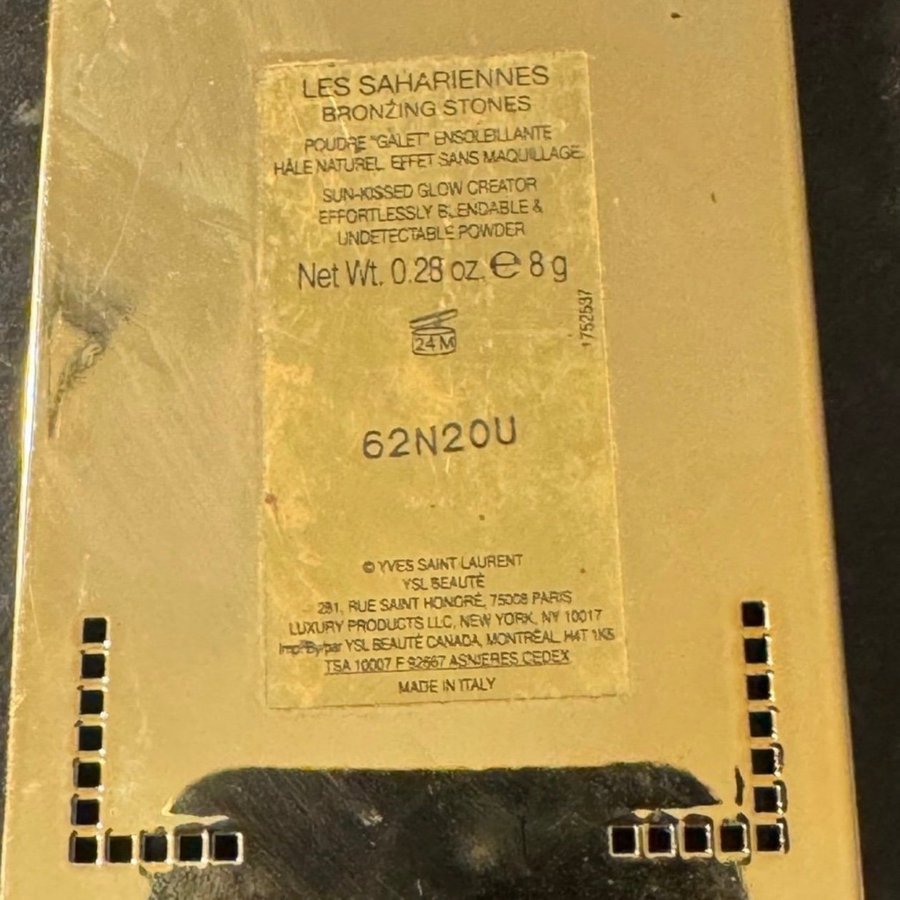 LES SAHARIENNES
BRONZING STONES
POUDRE "GALET" ENSOLEILLANTE
HÂLE NATUREL. EFFET SANS MAQUILLAGE.
SUN-KISSED GLOW CREATOR
EFFORTLESSLY BLENDABLE &
UNDETECTABLE POWDER
Net Wt. 0.28 oz. ℮ 8 g
24 M
1752537
62N20U
© YVES SAINT LAURENT
YSL BEAUTÉ
281, RUE SAINT HONORÉ, 75008 PARIS
LUXURY PRODUCTS LLC, NEW YORK, NY 10017
Imp. By/par YSL BEAUTÉ CANADA, MONTRÉAL, H4T 1K5
TSA 10007 F 92667 ASNIERES CEDEX
MADE IN ITALY